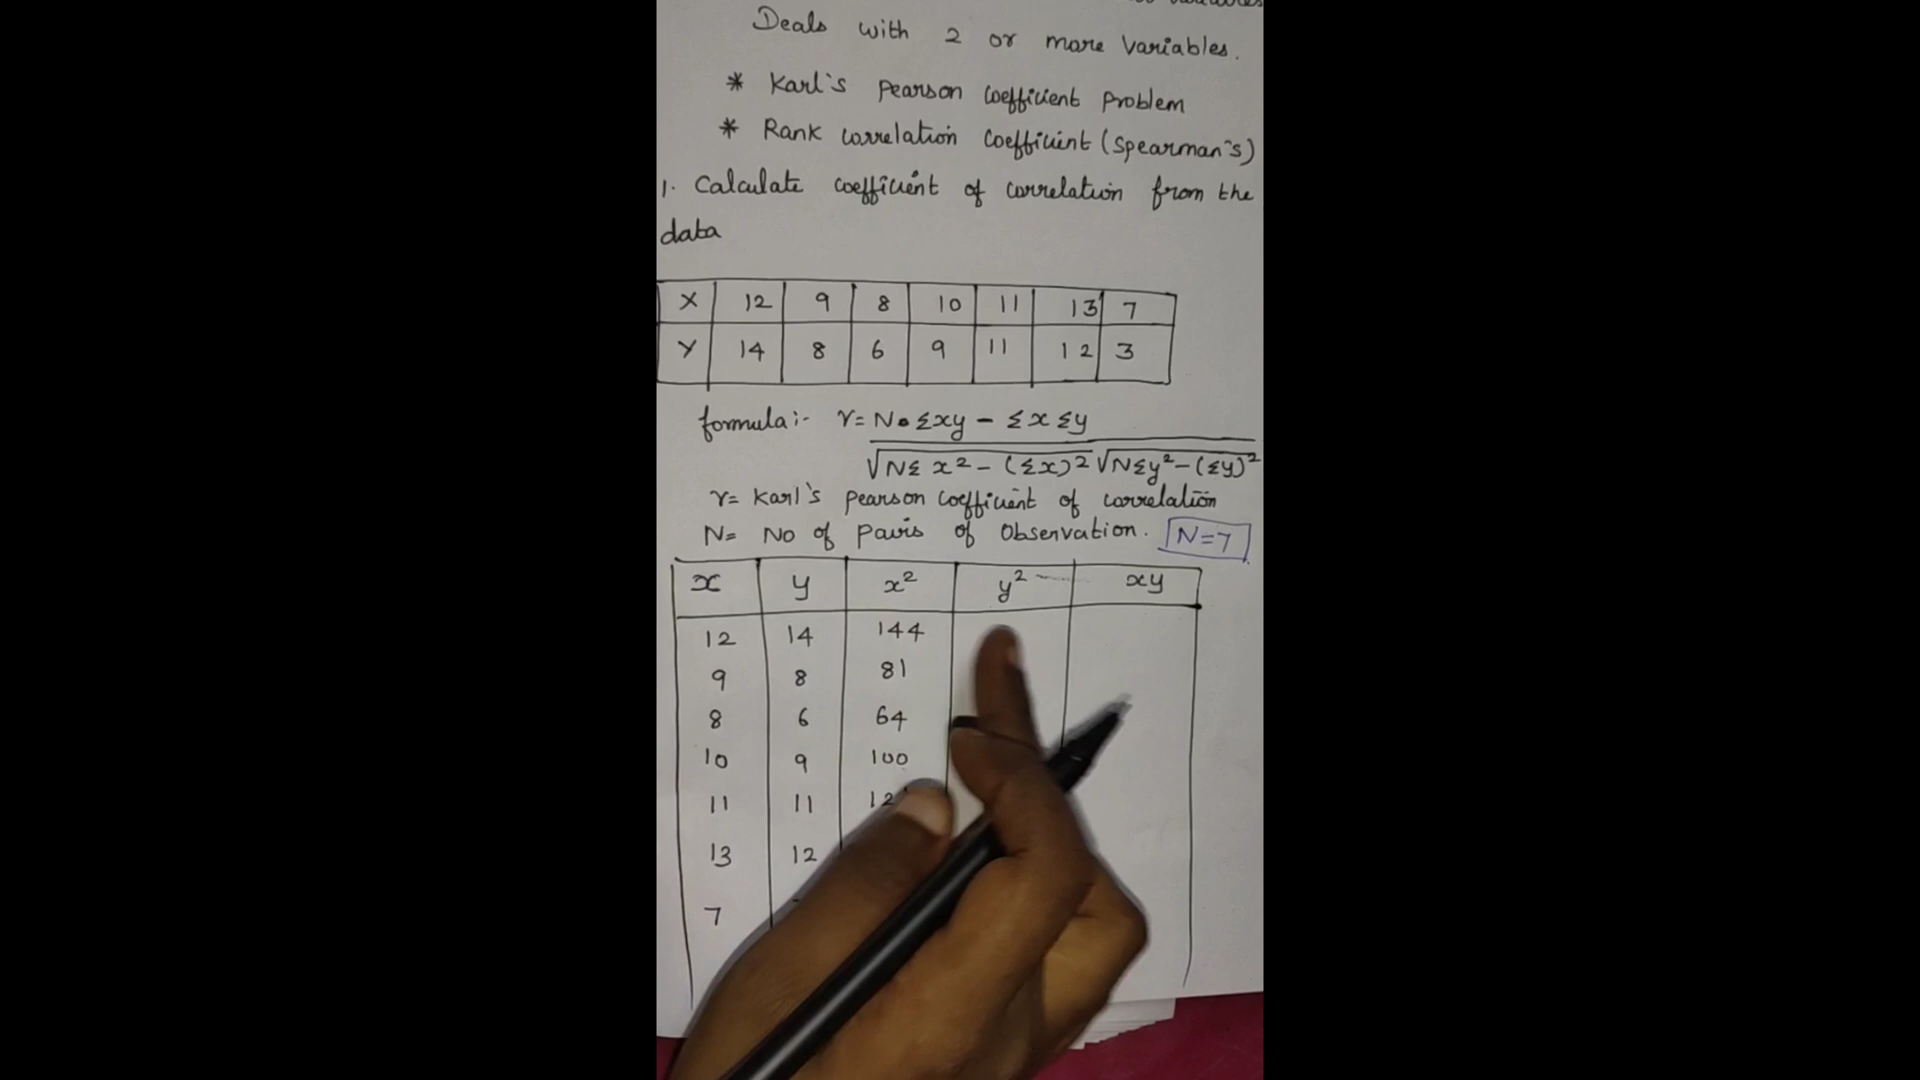 Deals with 2 or more variables.
* Karl's pearson coefficient problem
* Rank correlation coefficient (spearman's)
1. Calculate coefficient of correlation from the
data
X 12 9 8 10 11 13 7
Y 14 8 6 9 11 12 3
formula:- r= N.Σxy - Σx Σy
√NΣx²-(Σx)² √NΣy²-(Σy)²
r= Karl's pearson coefficient of correlation
N= No of pairs of Observation. N=7
x y x² y² xy
12 14 144
9 8 81
8 6 64
10 9 100
11 11
13 12
7